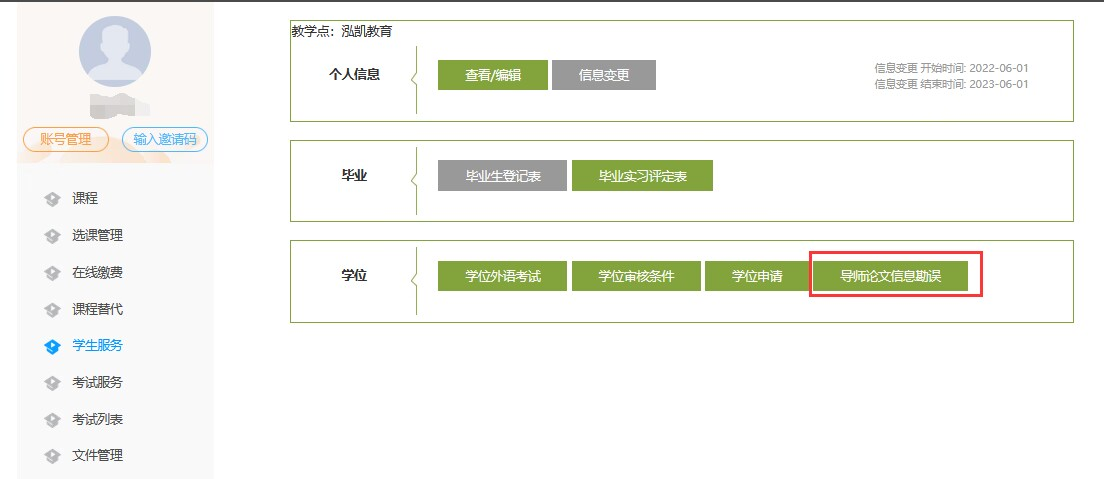 账号管理
输入邀请码
课程
选课管理
在线缴费
课程替代
学生服务
考试服务
考试列表
文件管理
教学点：泓凯教育
个人信息
查看/编辑
信息变更
信息变更 开始时间: 2022-06-01
信息变更 结束时间: 2023-06-01
毕业
毕业生登记表
毕业实习评定表
学位
学位外语考试
学位审核条件
学位申请
导师论文信息勘误